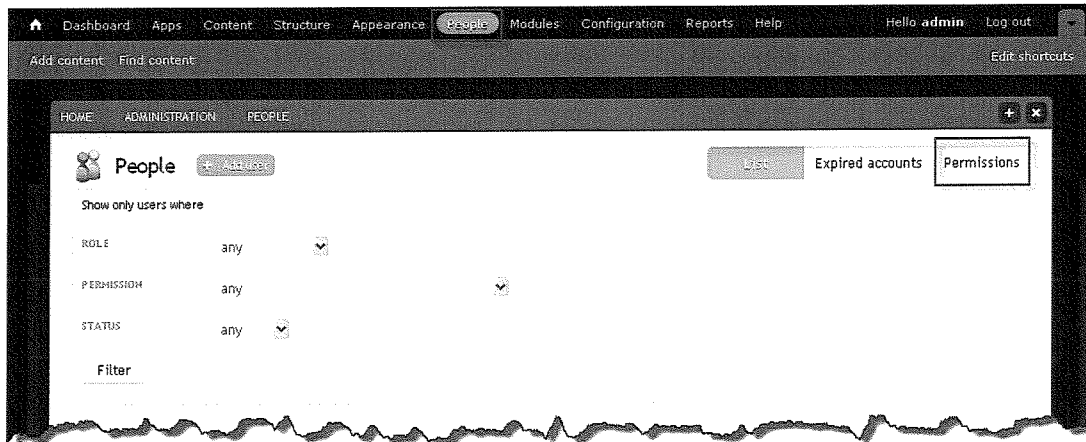 Dashboard Apps Content Structure Appearance People Modules Configuration Reports Help Hello admin Log out
Add content Find content Edit shortcuts
HOME ADMINISTRATION PEOPLE
People + Add user List Expired accounts Permissions
Show only users where
ROLE any
PERMISSION any
STATUS any
Filter